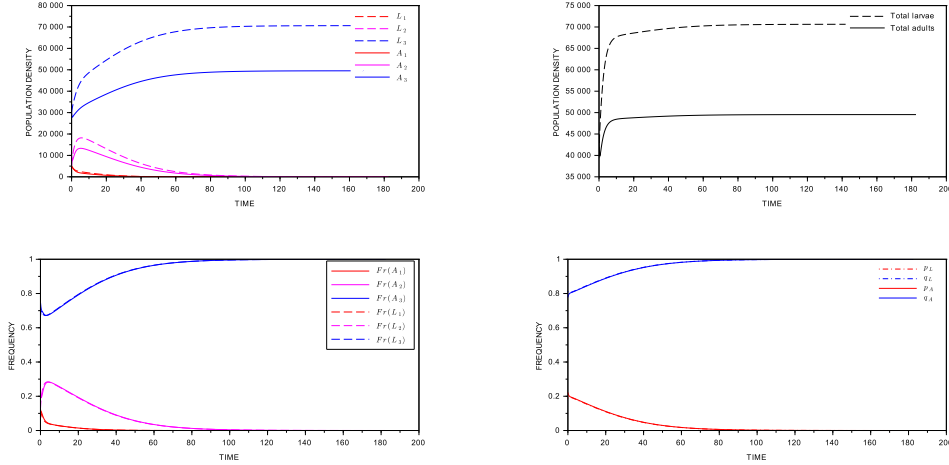 80 000
70 000
60 000
50 000
40 000
30 000
20 000
10 000
0
POPULATION DENSITY
0 20 40 60 80 100 120 140 160 180 200
TIME
L₁
L₂
L₃
A₁
A₂
A₃
75 000
70 000
65 000
60 000
55 000
50 000
45 000
40 000
35 000
POPULATION DENSITY
0 20 40 60 80 100 120 140 160 180 200
TIME
Total larvae
Total adults
1
0.8
0.6
0.4
0.2
0
FREQUENCY
0 20 40 60 80 100 120 140 160 180 200
TIME
Fr(A₁)
Fr(A₂)
Fr(A₃)
Fr(L₁)
Fr(L₂)
Fr(L₃)
1
0.8
0.6
0.4
0.2
0
FREQUENCY
0 20 40 60 80 100 120 140 160 180 200
TIME
p_L
q_L
p_A
q_A